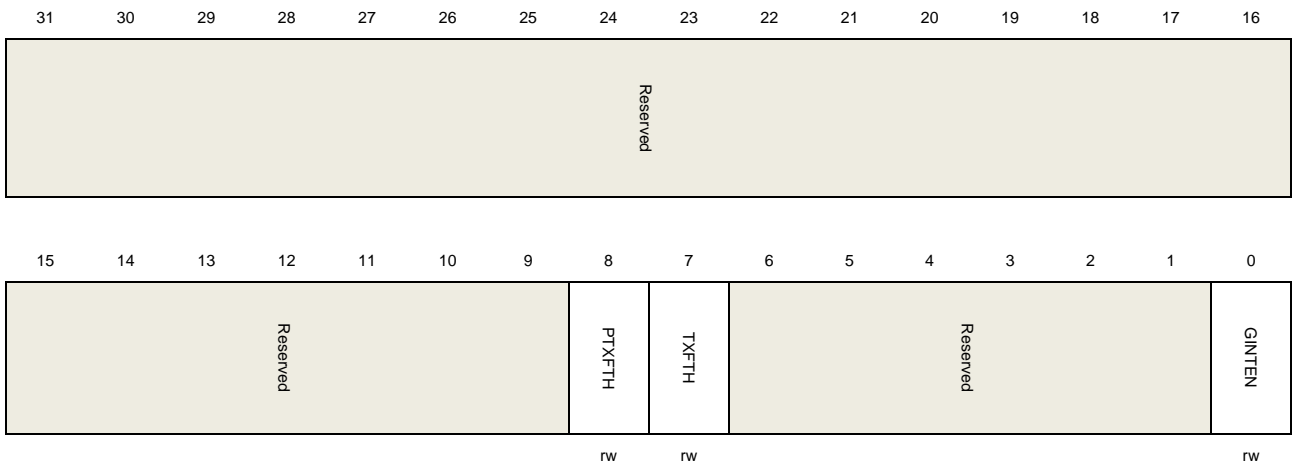 31 30 29 28 27 26 25 24 23 22 21 20 19 18 17 16
Reserved
15 14 13 12 11 10 9 8 7 6 5 4 3 2 1 0
Reserved PTXFTH TXFTH Reserved GINTEN
rw rw rw